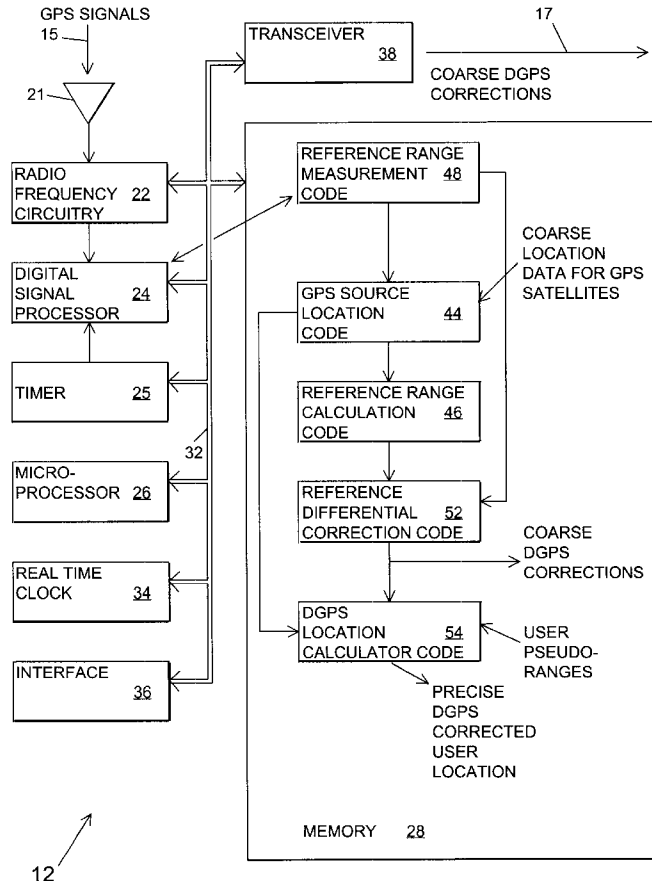 GPS SIGNALS
15
21
RADIO
FREQUENCY
CIRCUITRY 22
DIGITAL
SIGNAL
PROCESSOR 24
TIMER 25
32
MICRO-
PROCESSOR 26
REAL TIME
CLOCK 34
INTERFACE 36
12
TRANSCEIVER
38
17
COARSE DGPS
CORRECTIONS
REFERENCE RANGE
MEASUREMENT
CODE 48
COARSE
LOCATION
DATA FOR GPS
SATELLITES
GPS SOURCE
LOCATION
CODE 44
REFERENCE RANGE
CALCULATION
CODE 46
REFERENCE
DIFFERENTIAL 52
CORRECTION CODE
COARSE
DGPS
CORRECTIONS
DGPS
LOCATION 54
CALCULATOR CODE
USER
PSEUDO-
RANGES
PRECISE
DGPS
CORRECTED
USER
LOCATION
MEMORY 28